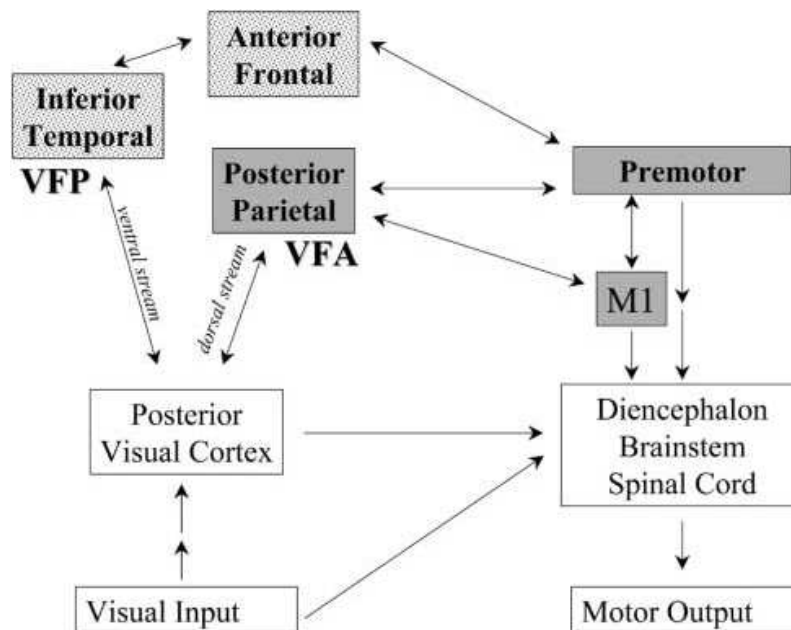 Anterior
Frontal
Inferior
Temporal
VFP
Posterior
Parietal
VFA
Premotor
ventral stream
dorsal stream
M1
Posterior
Visual Cortex
Diencephalon
Brainstem
Spinal Cord
Visual Input
Motor Output